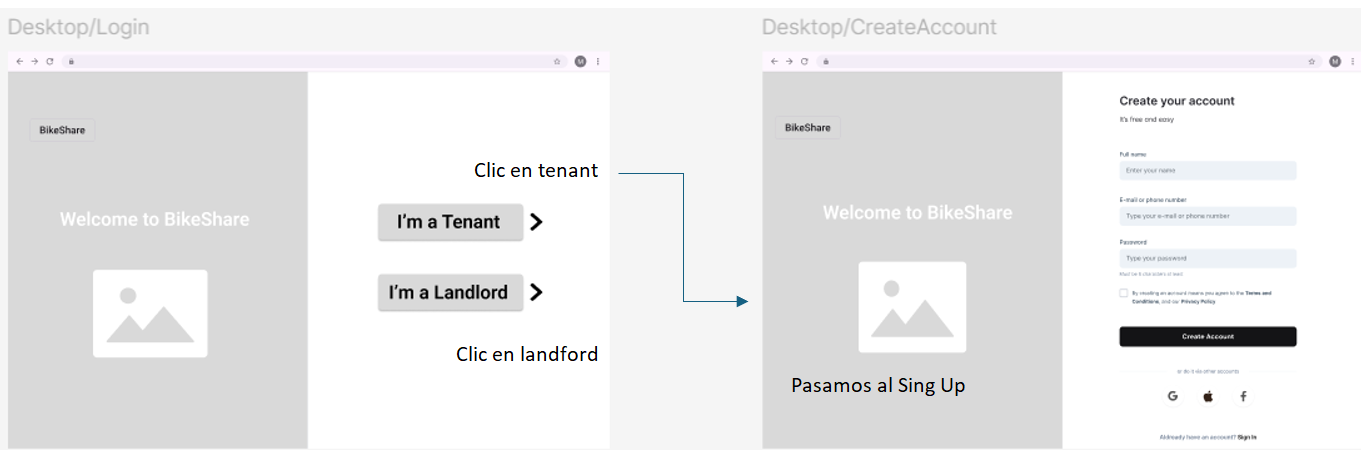 Desktop/Login
BikeShare
Welcome to BikeShare
Clic en tenant
I'm a Tenant
I'm a Landlord
Clic en landford
Desktop/CreateAccount
BikeShare
Welcome to BikeShare
Pasamos al Sing Up
Create your account
It's free and easy
Full name
Enter your name
E-mail or phone number
Type your e-mail or phone number
Password
Type your password
Must be 8 characters at least
By creating an account means you agree to the Terms and
Conditions, and our Privacy Policy
Create Account
or do it via other accounts
Already have an account? Sign In